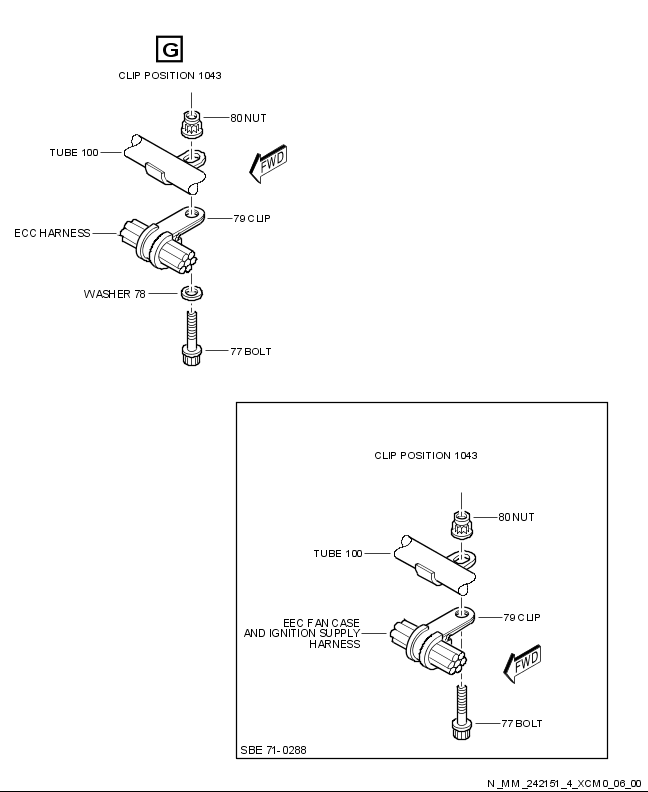 G
CLIP POSITION 1043
80 NUT
TUBE 100
FWD
79 CLIP
ECC HARNESS
WASHER 78
77 BOLT
CLIP POSITION 1043
80 NUT
TUBE 100
79 CLIP
EEC FAN CASE
AND IGNITION SUPPLY
HARNESS
FWD
77 BOLT
SBE 71-0288
N_MM_242151_4_XCM0_06_00